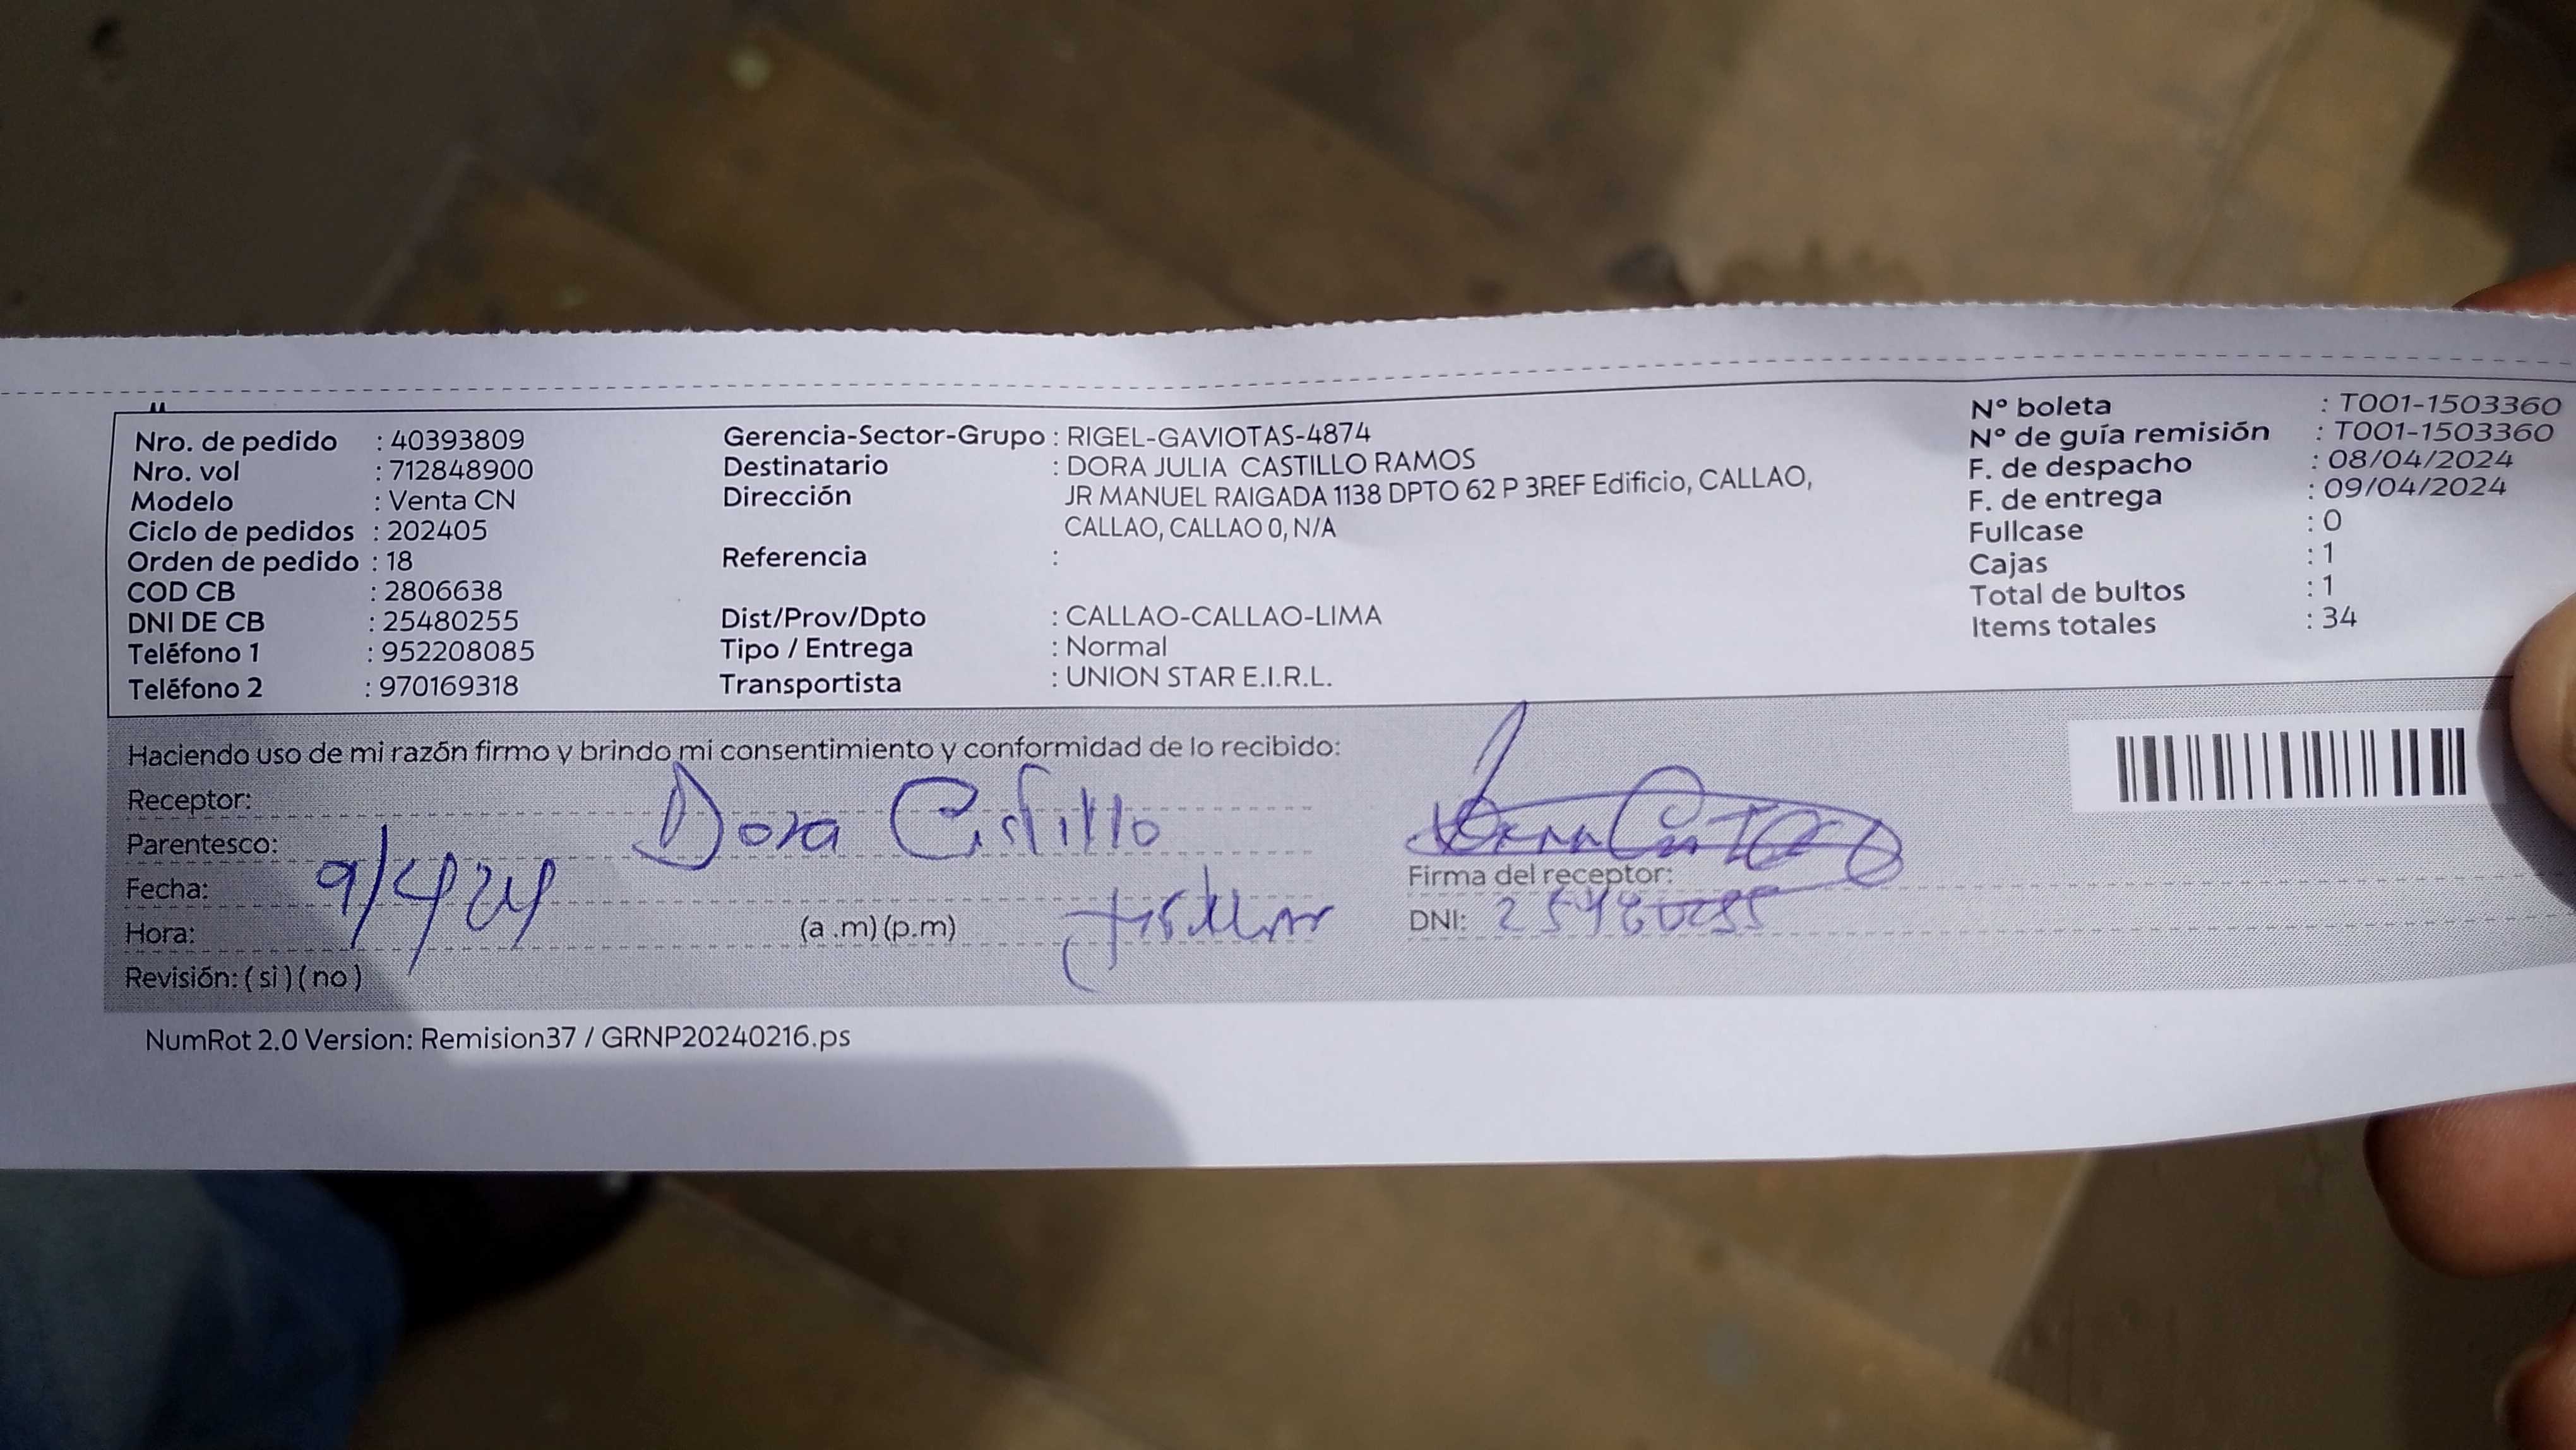 Nro. de pedido : 40393809
Nro. vol : 712848900
Modelo : Venta CN
Ciclo de pedidos : 202405
Orden de pedido : 18
COD CB : 2806638
DNI DE CB : 25480255
Teléfono 1 : 952208085
Teléfono 2 : 970169318
Gerencia-Sector-Grupo : RIGEL-GAVIOTAS-4874
Destinatario : DORA JULIA CASTILLO RAMOS
Dirección JR MANUEL RAIGADA 1138 DPTO 62 P 3REF Edificio, CALLAO,
CALLAO, CALLAO 0, N/A
Referencia :
Dist/Prov/Dpto : CALLAO-CALLAO-LIMA
Tipo / Entrega : Normal
Transportista : UNION STAR E.I.R.L.
N° boleta : T001-1503360
N° de guía remisión : T001-1503360
F. de despacho : 08/04/2024
F. de entrega : 09/04/2024
Fullcase : 0
Cajas : 1
Total de bultos : 1
Items totales : 34
Haciendo uso de mi razón firmo y brindo mi consentimiento y conformidad de lo recibido:
Receptor: Dora Castillo
Parentesco:
Fecha: 9/4/24
Hora: (a .m) (p.m)
Revisión: ( sì ) ( no )
Firma del receptor:
DNI: 25480255
NumRot 2.0 Version: Remision37 / GRNP20240216.ps